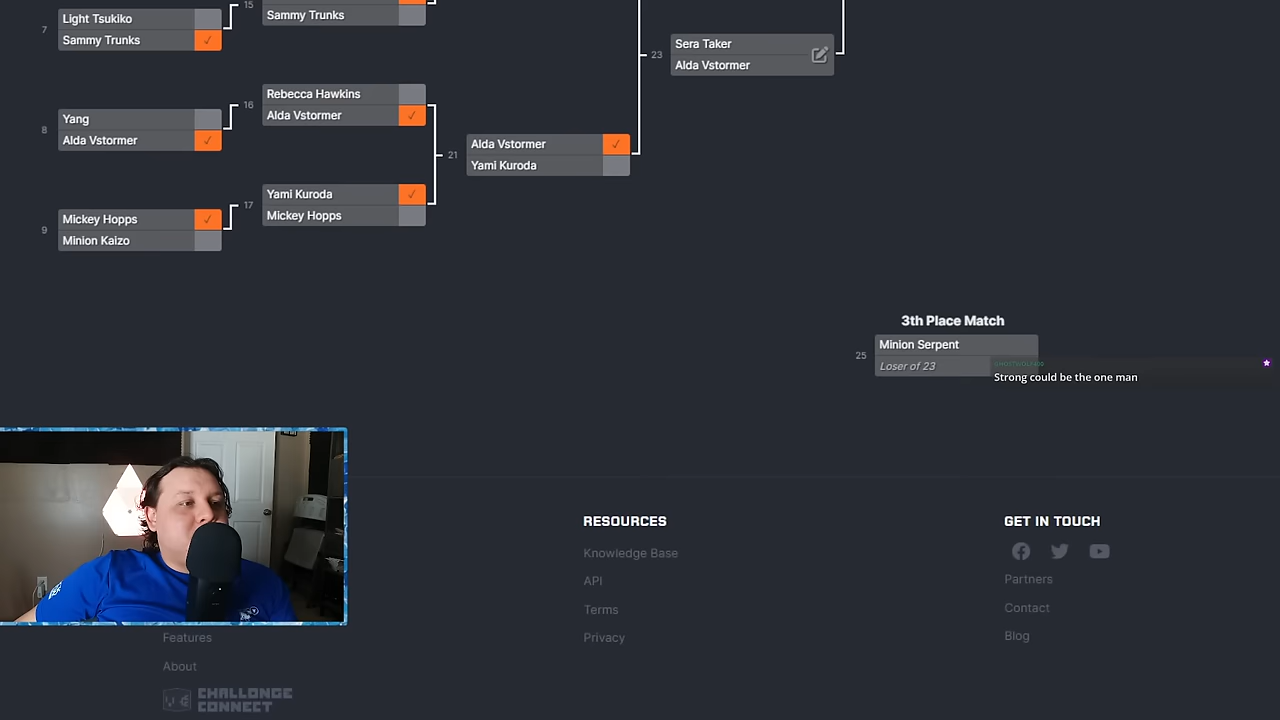 7
Light Tsukiko
Sammy Trunks
15
Sammy Trunks
8
Yang
Alda Vstormer
16
Rebecca Hawkins
Alda Vstormer
9
Mickey Hopps
Minion Kaizo
17
Yami Kuroda
Mickey Hopps
21
Alda Vstormer
Yami Kuroda
23
Sera Taker
Alda Vstormer
3th Place Match
25
Minion Serpent
Loser of 23
Strong could be the one man
Features
About
CHALLONGE
CONNECT
RESOURCES
Knowledge Base
API
Terms
Privacy
GET IN TOUCH
Partners
Contact
Blog